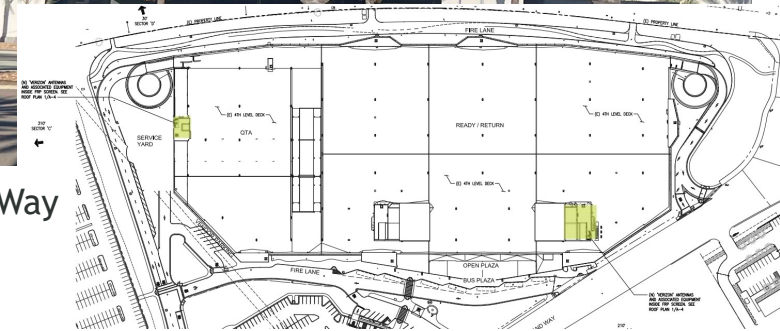 30'
SECTOR 'D'
(E) PROPERTY LINE
(E) PROPERTY LINE
FIRE LANE
(N) 'VERIZON' ANTENNAS
AND ASSOCIATED EQUIPMENT
INSIDE FRP SCREEN. SEE
ROOF PLAN 1/A-4
210'
SECTOR 'C'
SERVICE
YARD
(E) 4TH LEVEL DECK
GTA
READY / RETURN
(E) 4TH LEVEL DECK
(E) 4TH LEVEL DECK
Way
OPEN PLAZA
FIRE LANE
BUS PLAZA
(N) 'VERIZON' ANTENNAS
AND ASSOCIATED EQUIPMENT
INSIDE FRP SCREEN. SEE
ROOF PLAN 1/A-4
ND WAY
210'